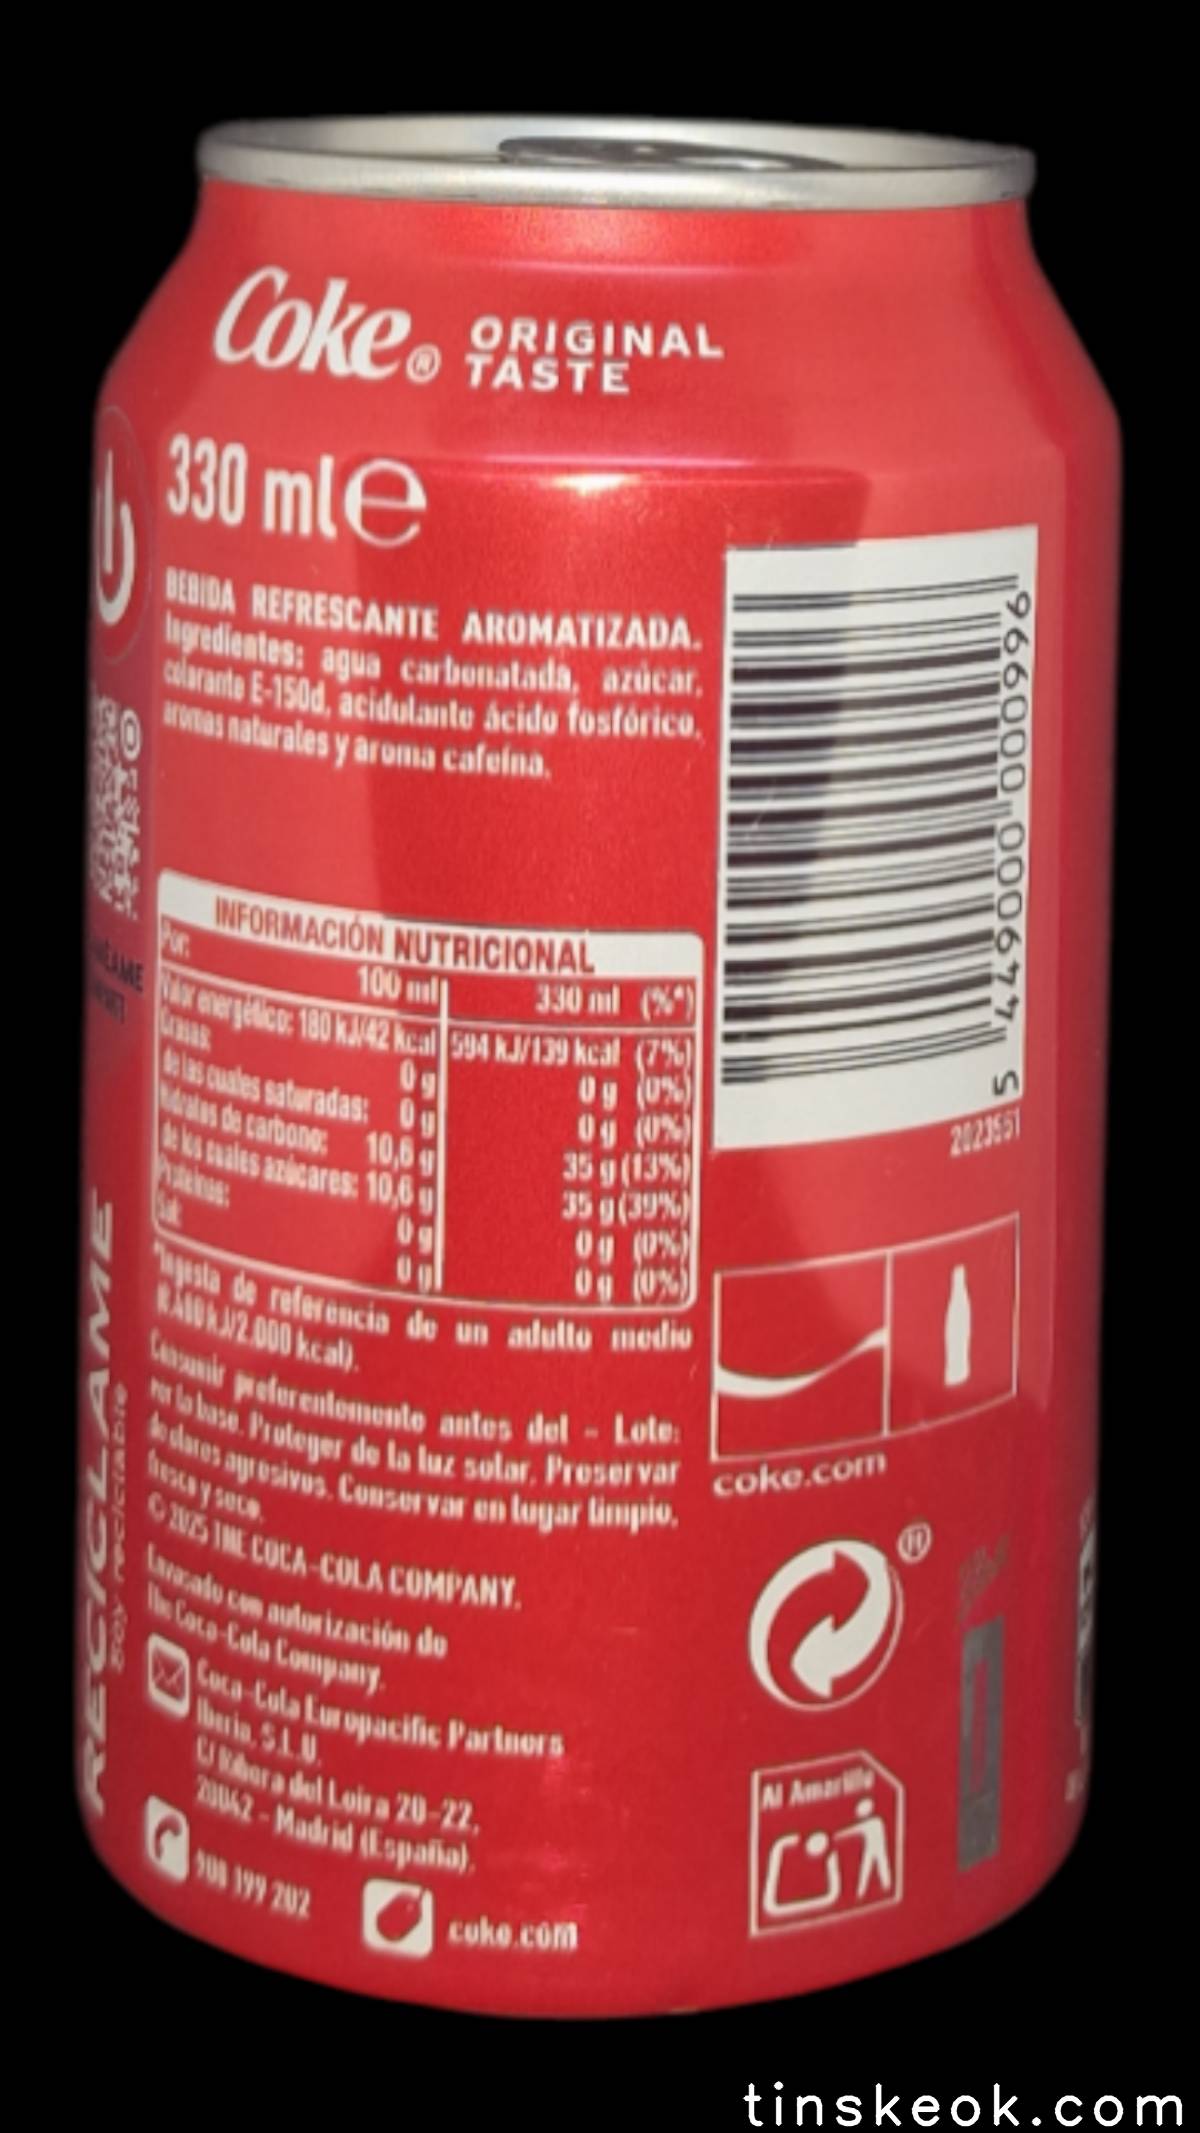 Coke® ORIGINAL
TASTE
330 ml e
BEBIDA REFRESCANTE AROMATIZADA.
Ingredientes: agua carbonatada, azúcar,
colorante E-150d, acidulante ácido fosfórico,
aromas naturales y aroma cafeína.
INFORMACIÓN NUTRICIONAL
Por: 100 ml 330 ml (%*)
Valor energético: 180 kJ/42 kcal 594 kJ/139 kcal (7%)
Grasas: 0 g 0 g (0%)
de las cuales saturadas: 0 g 0 g (0%)
Hidratos de carbono: 10,6 g 35 g (13%)
de los cuales azúcares: 10,6 g 35 g (39%)
Proteínas: 0 g 0 g (0%)
Sal: 0 g 0 g (0%)
*Ingesta de referencia de un adulto medio
(8.400 kJ/2.000 kcal).
Consumir preferentemente antes del - Lote:
ver la base. Proteger de la luz solar. Preservar
de olores agresivos. Conservar en lugar limpio,
fresco y seco.
© 2025 THE COCA-COLA COMPANY.
Envasado con autorización de
The Coca-Cola Company.
Coca-Cola Europacific Partners
Iberia, S.L.U.
C/ Ribera del Loira 20-22,
28042 - Madrid (España).
900 199 202
coke.com
5 449000 000996
2023551
coke.com
®
Al Amarillo
RECICLAME
Soy reciclable
tinskeok.com